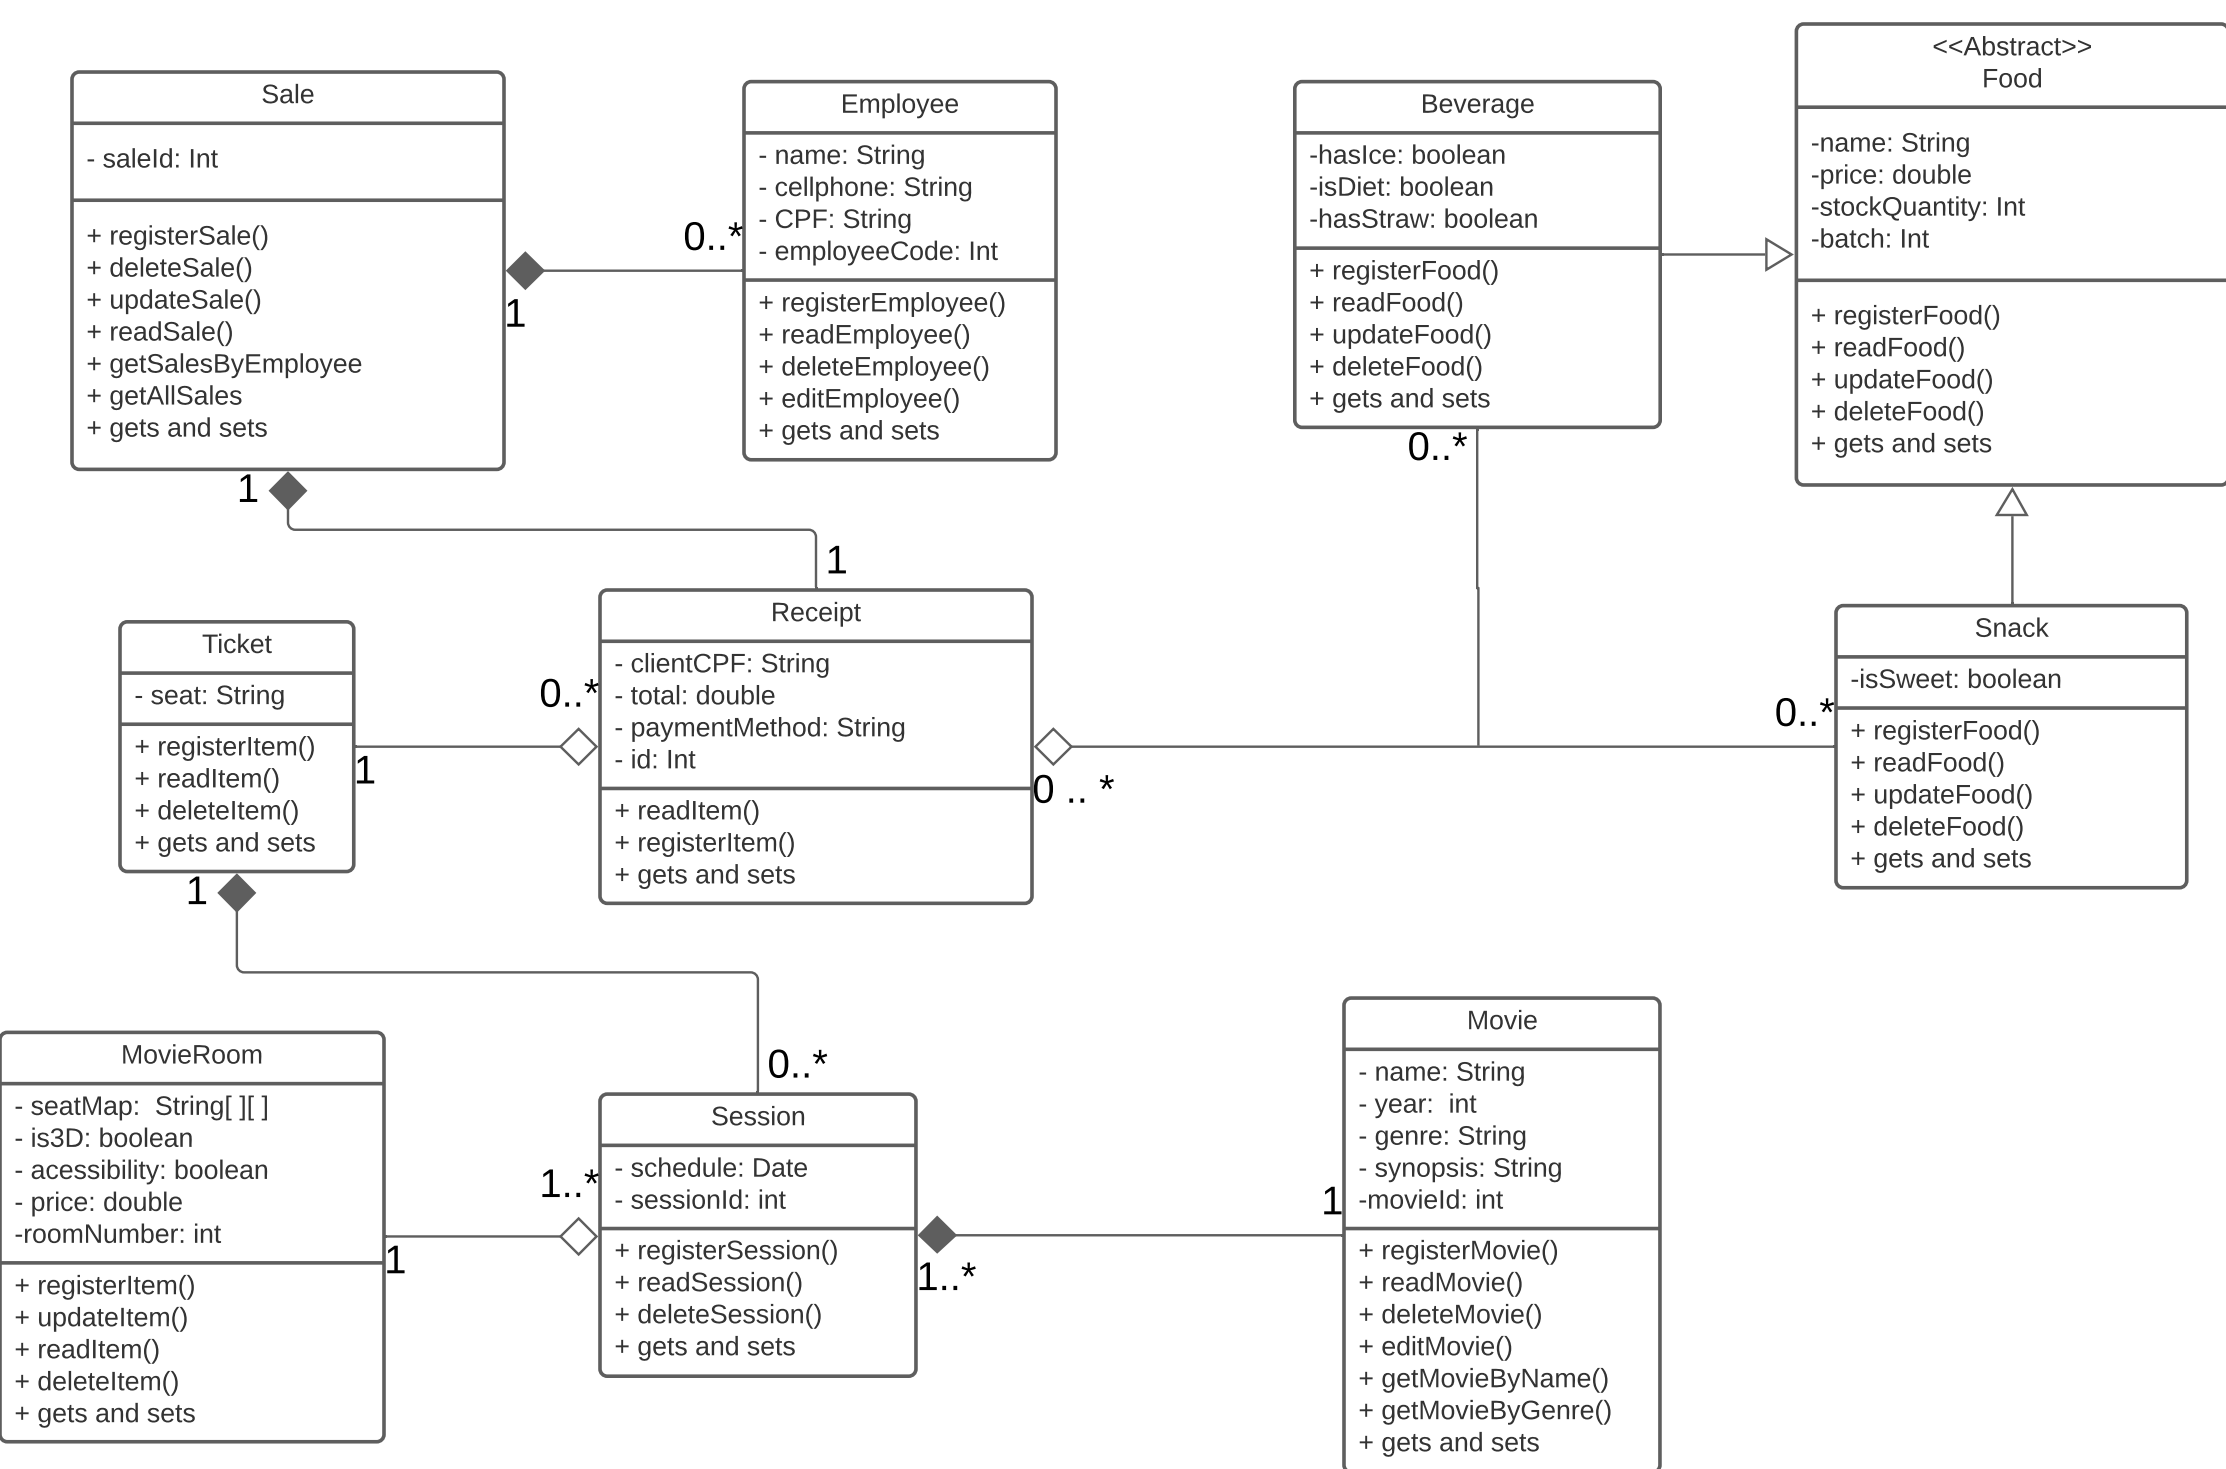 Sale
- saleId: Int
+ registerSale()
+ deleteSale()
+ updateSale()
+ readSale()
+ getSalesByEmployee
+ getAllSales
+ gets and sets
1
0..*
Employee
- name: String
- cellphone: String
- CPF: String
- employeeCode: Int
+ registerEmployee()
+ readEmployee()
+ deleteEmployee()
+ editEmployee()
+ gets and sets
Beverage
-hasIce: boolean
-isDiet: boolean
-hasStraw: boolean
+ registerFood()
+ readFood()
+ updateFood()
+ deleteFood()
+ gets and sets
0..*
<<Abstract>>
Food
-name: String
-price: double
-stockQuantity: Int
-batch: Int
+ registerFood()
+ readFood()
+ updateFood()
+ deleteFood()
+ gets and sets
1
1
Ticket
- seat: String
+ registerItem()
+ readItem()
+ deleteItem()
+ gets and sets
1
0..*
Receipt
- clientCPF: String
- total: double
- paymentMethod: String
- id: Int
+ readItem()
+ registerItem()
+ gets and sets
0 .. *
0..*
Snack
-isSweet: boolean
+ registerFood()
+ readFood()
+ updateFood()
+ deleteFood()
+ gets and sets
1
0..*
MovieRoom
- seatMap:  String[ ][ ]
- is3D: boolean
- acessibility: boolean
- price: double
-roomNumber: int
+ registerItem()
+ updateItem()
+ readItem()
+ deleteItem()
+ gets and sets
1
1..*
Session
- schedule: Date
- sessionId: int
+ registerSession()
+ readSession()
+ deleteSession()
+ gets and sets
1..*
1
Movie
- name: String
- year:  int
- genre: String
- synopsis: String
-movieId: int
+ registerMovie()
+ readMovie()
+ deleteMovie()
+ editMovie()
+ getMovieByName()
+ getMovieByGenre()
+ gets and sets